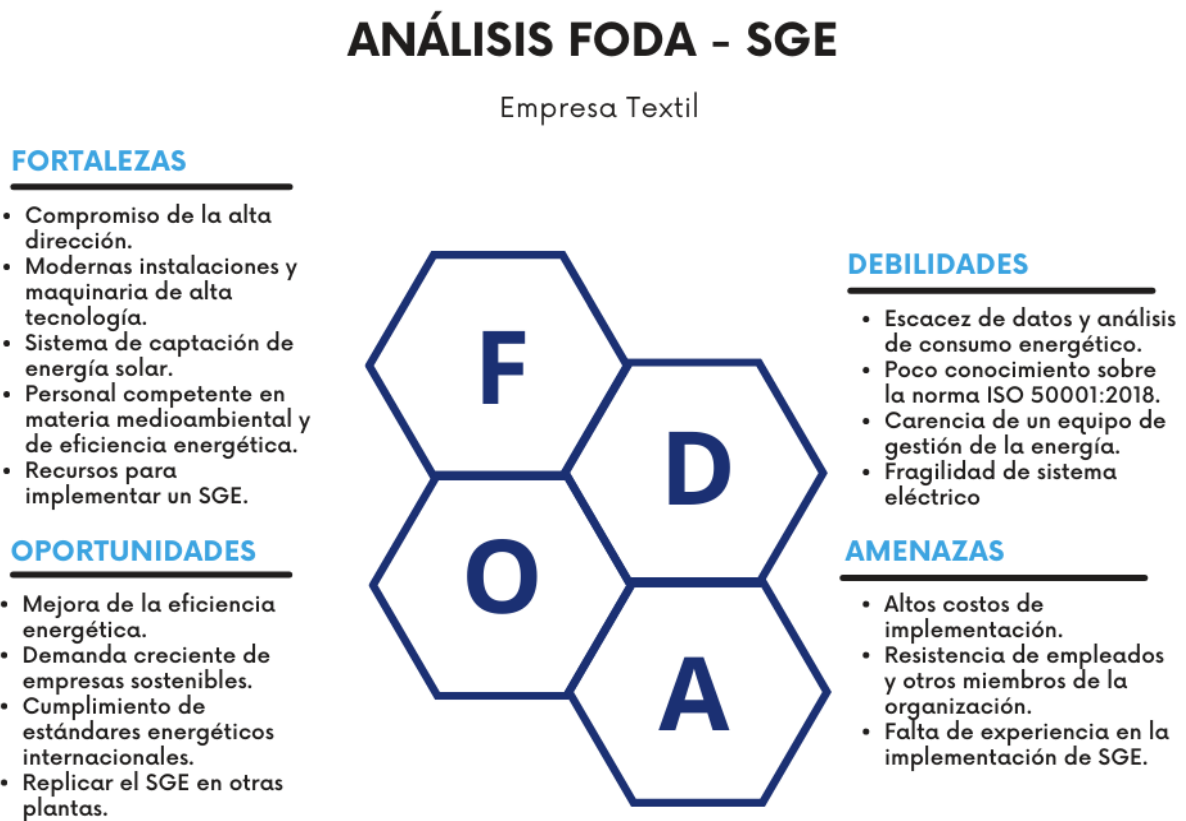 ANÁLISIS FODA - SGE
Empresa Textil
FORTALEZAS
• Compromiso de la alta
dirección.
• Modernas instalaciones y
maquinaria de alta
tecnología.
• Sistema de captación de
energía solar.
• Personal competente en
materia medioambiental y
de eficiencia energética.
• Recursos para
implementar un SGE.
OPORTUNIDADES
• Mejora de la eficiencia
energética.
• Demanda creciente de
empresas sostenibles.
• Cumplimiento de
estándares energéticos
internacionales.
• Replicar el SGE en otras
plantas.
F
D
O
A
DEBILIDADES
• Escacez de datos y análisis
de consumo energético.
• Poco conocimiento sobre
la norma ISO 50001:2018.
• Carencia de un equipo de
gestión de la energía.
• Fragilidad de sistema
eléctrico
AMENAZAS
• Altos costos de
implementación.
• Resistencia de empleados
y otros miembros de la
organización.
• Falta de experiencia en la
implementación de SGE.